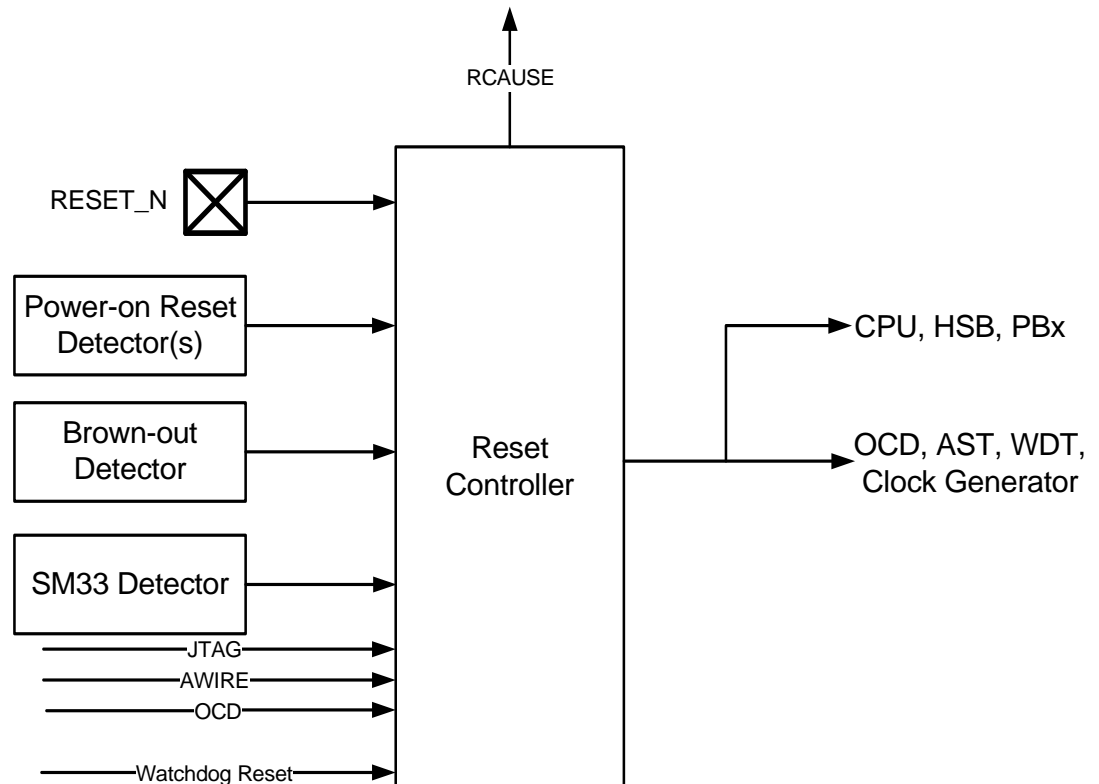 RCAUSE
RESET_N
Power-on Reset
Detector(s)
Brown-out
Detector
SM33 Detector
JTAG
AWIRE
OCD
Watchdog Reset
Reset
Controller
CPU, HSB, PBx
OCD, AST, WDT,
Clock Generator